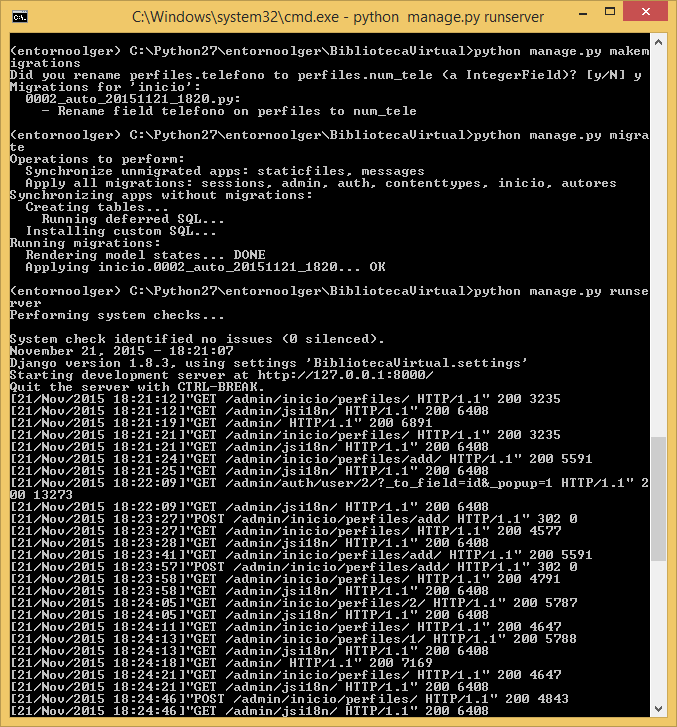 C:\Windows\system32\cmd.exe - python  manage.py runserver
(entornoolger) C:\Python27\entornoolger\BibliotecaVirtual>python manage.py makem
igrations
Did you rename perfiles.telefono to perfiles.num_tele (a IntegerField)? [y/N] y
Migrations for 'inicio':
  0002_auto_20151121_1820.py:
    - Rename field telefono on perfiles to num_tele
(entornoolger) C:\Python27\entornoolger\BibliotecaVirtual>python manage.py migra
te
Operations to perform:
  Synchronize unmigrated apps: staticfiles, messages
  Apply all migrations: sessions, admin, auth, contenttypes, inicio, autores
Synchronizing apps without migrations:
  Creating tables...
    Running deferred SQL...
  Installing custom SQL...
Running migrations:
  Rendering model states... DONE
  Applying inicio.0002_auto_20151121_1820... OK
(entornoolger) C:\Python27\entornoolger\BibliotecaVirtual>python manage.py runse
rver
Performing system checks...
System check identified no issues (0 silenced).
November 21, 2015 - 18:21:07
Django version 1.8.3, using settings 'BibliotecaVirtual.settings'
Starting development server at http://127.0.0.1:8000/
Quit the server with CTRL-BREAK.
[21/Nov/2015 18:21:12]"GET /admin/inicio/perfiles/ HTTP/1.1" 200 3235
[21/Nov/2015 18:21:12]"GET /admin/jsi18n/ HTTP/1.1" 200 6408
[21/Nov/2015 18:21:19]"GET /admin/ HTTP/1.1" 200 6891
[21/Nov/2015 18:21:21]"GET /admin/inicio/perfiles/ HTTP/1.1" 200 3235
[21/Nov/2015 18:21:21]"GET /admin/jsi18n/ HTTP/1.1" 200 6408
[21/Nov/2015 18:21:24]"GET /admin/inicio/perfiles/add/ HTTP/1.1" 200 5591
[21/Nov/2015 18:21:25]"GET /admin/jsi18n/ HTTP/1.1" 200 6408
[21/Nov/2015 18:22:09]"GET /admin/auth/user/2/?_to_field=id&_popup=1 HTTP/1.1" 2
00 13273
[21/Nov/2015 18:22:09]"GET /admin/jsi18n/ HTTP/1.1" 200 6408
[21/Nov/2015 18:23:27]"POST /admin/inicio/perfiles/add/ HTTP/1.1" 302 0
[21/Nov/2015 18:23:27]"GET /admin/inicio/perfiles/ HTTP/1.1" 200 4577
[21/Nov/2015 18:23:28]"GET /admin/jsi18n/ HTTP/1.1" 200 6408
[21/Nov/2015 18:23:41]"GET /admin/inicio/perfiles/add/ HTTP/1.1" 200 5591
[21/Nov/2015 18:23:57]"POST /admin/inicio/perfiles/add/ HTTP/1.1" 302 0
[21/Nov/2015 18:23:58]"GET /admin/inicio/perfiles/ HTTP/1.1" 200 4791
[21/Nov/2015 18:23:58]"GET /admin/jsi18n/ HTTP/1.1" 200 6408
[21/Nov/2015 18:24:05]"GET /admin/inicio/perfiles/2/ HTTP/1.1" 200 5787
[21/Nov/2015 18:24:05]"GET /admin/jsi18n/ HTTP/1.1" 200 6408
[21/Nov/2015 18:24:11]"GET /admin/inicio/perfiles/ HTTP/1.1" 200 4647
[21/Nov/2015 18:24:13]"GET /admin/inicio/perfiles/1/ HTTP/1.1" 200 5788
[21/Nov/2015 18:24:13]"GET /admin/jsi18n/ HTTP/1.1" 200 6408
[21/Nov/2015 18:24:18]"GET /admin/ HTTP/1.1" 200 7169
[21/Nov/2015 18:24:21]"GET /admin/inicio/perfiles/ HTTP/1.1" 200 4647
[21/Nov/2015 18:24:21]"GET /admin/jsi18n/ HTTP/1.1" 200 6408
[21/Nov/2015 18:24:46]"POST /admin/inicio/perfiles/ HTTP/1.1" 200 4843
[21/Nov/2015 18:24:46]"GET /admin/jsi18n/ HTTP/1.1" 200 6408